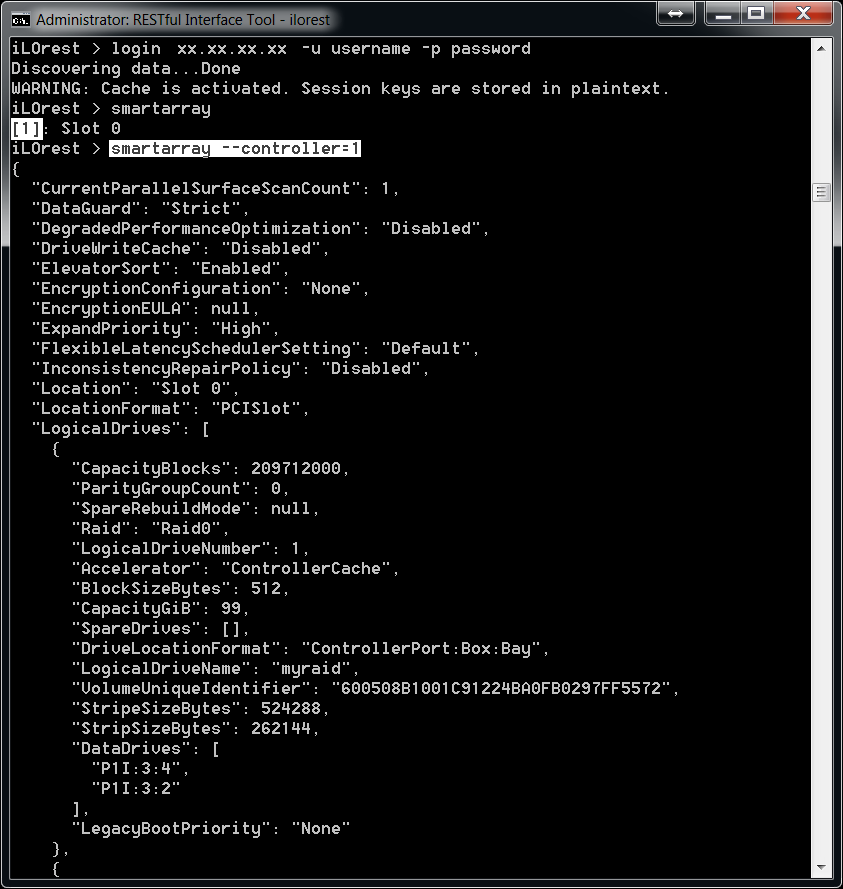 Administrator: RESTful Interface Tool - ilorest
iLOrest > login  xx.xx.xx.xx  -u username -p password
Discovering data...Done
WARNING: Cache is activated. Session keys are stored in plaintext.
iLOrest > smartarray
[1]: Slot 0
iLOrest > smartarray --controller=1
{
  "CurrentParallelSurfaceScanCount": 1,
  "DataGuard": "Strict",
  "DegradedPerformanceOptimization": "Disabled",
  "DriveWriteCache": "Disabled",
  "ElevatorSort": "Enabled",
  "EncryptionConfiguration": "None",
  "EncryptionEULA": null,
  "ExpandPriority": "High",
  "FlexibleLatencySchedulerSetting": "Default",
  "InconsistencyRepairPolicy": "Disabled",
  "Location": "Slot 0",
  "LocationFormat": "PCISlot",
  "LogicalDrives": [
    {
      "CapacityBlocks": 209712000,
      "ParityGroupCount": 0,
      "SpareRebuildMode": null,
      "Raid": "Raid0",
      "LogicalDriveNumber": 1,
      "Accelerator": "ControllerCache",
      "BlockSizeBytes": 512,
      "CapacityGiB": 99,
      "SpareDrives": [],
      "DriveLocationFormat": "ControllerPort:Box:Bay",
      "LogicalDriveName": "myraid",
      "VolumeUniqueIdentifier": "600508B1001C91224BA0FB0297FF5572",
      "StripeSizeBytes": 524288,
      "StripSizeBytes": 262144,
      "DataDrives": [
        "P1I:3:4",
        "P1I:3:2"
      ],
      "LegacyBootPriority": "None"
    },
    {